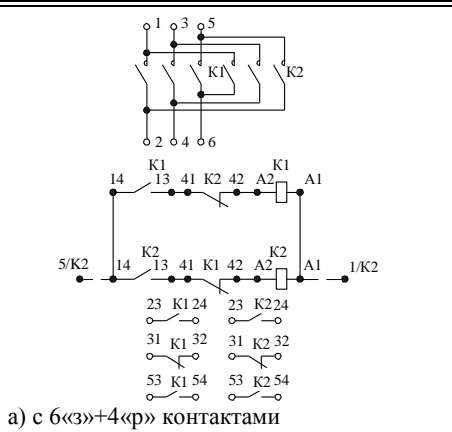 1 3 5
K1 K2
2 4 6
K1 K1
14 13 41 K2 42 A2 A1
K2 K2
5/K2 14 13 41 K1 42 A2 A1 1/K2
23 K1 24 23 K2 24
31 K1 32 31 K2 32
53 K1 54 53 K2 54
а) с 6«з»+4«р» контактами